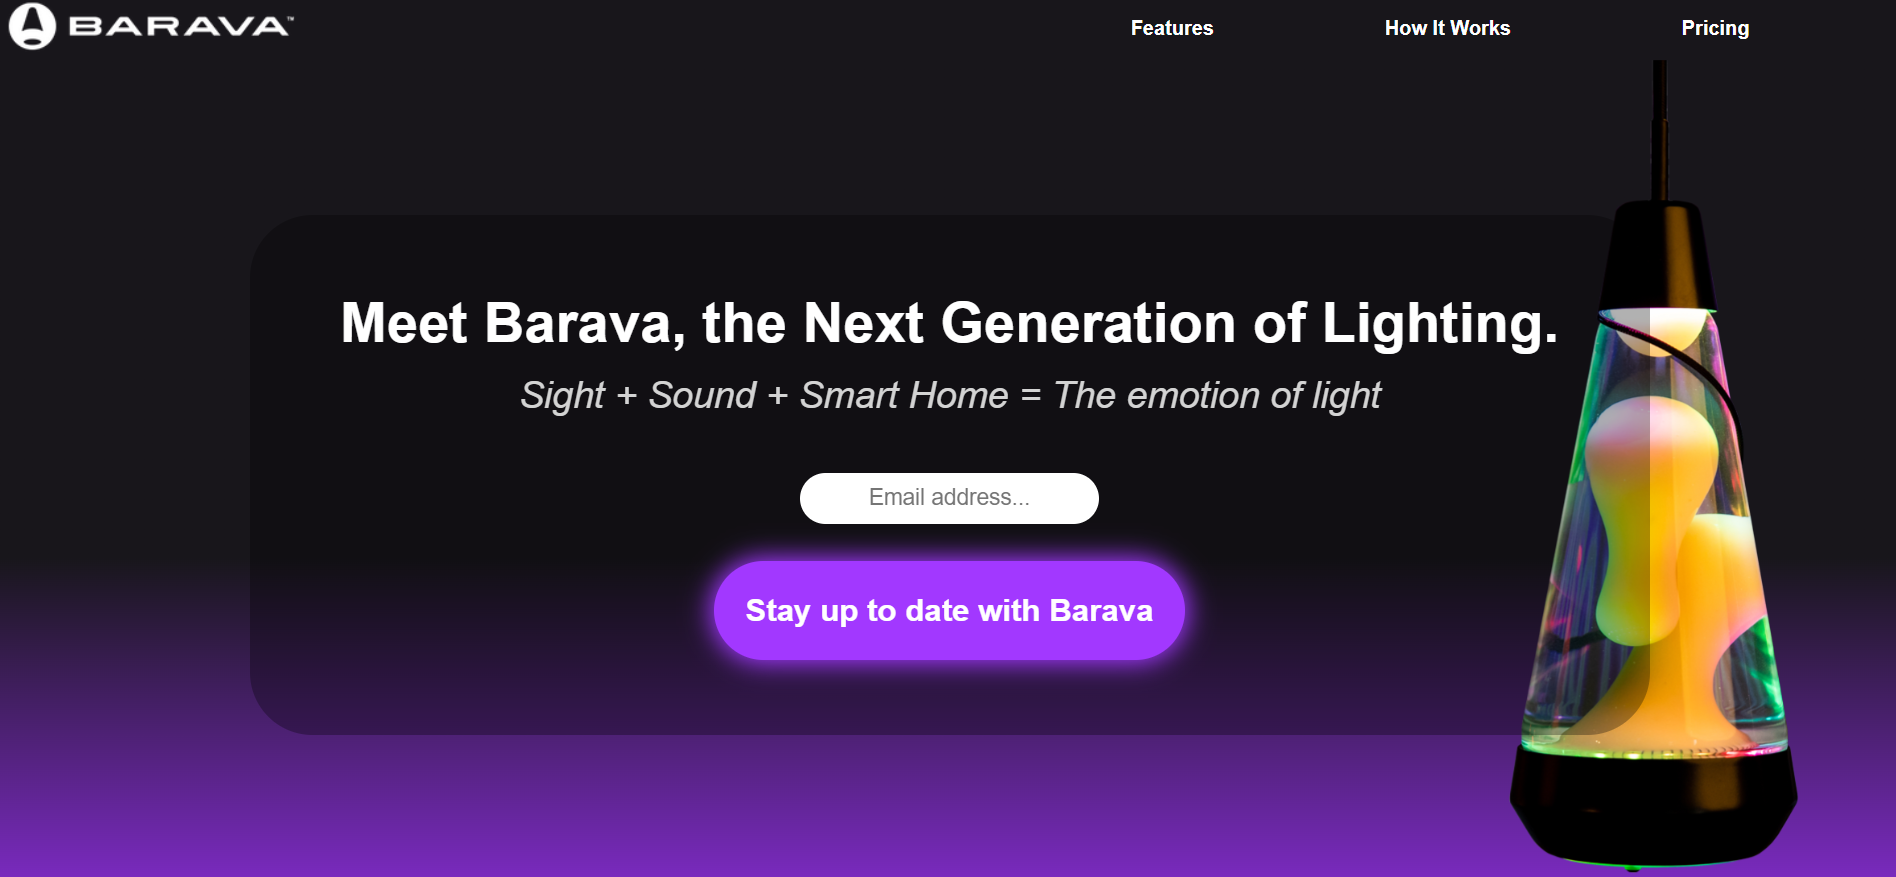 BARAVA™
Features
How It Works
Pricing
Meet Barava, the Next Generation of Lighting.
Sight + Sound + Smart Home = The emotion of light
Email address...
Stay up to date with Barava